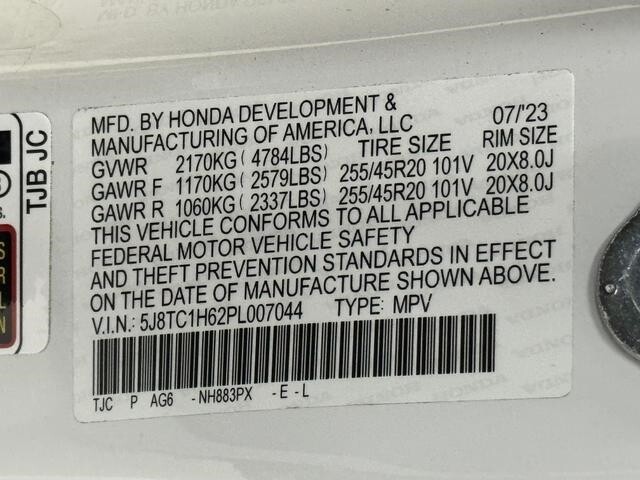 MFD. BY HONDA DEVELOPMENT &
MANUFACTURING OF AMERICA, LLC 07/'23
GVWR 2170KG ( 4784LBS) TIRE SIZE RIM SIZE
GAWR F 1170KG ( 2579LBS) 255/45R20 101V 20X8.0J
GAWR R 1060KG ( 2337LBS) 255/45R20 101V 20X8.0J
THIS VEHICLE CONFORMS TO ALL APPLICABLE
FEDERAL MOTOR VEHICLE SAFETY
AND THEFT PREVENTION STANDARDS IN EFFECT
ON THE DATE OF MANUFACTURE SHOWN ABOVE.
V.I.N.: 5J8TC1H62PL007044 TYPE: MPV
TJC P AG6 -NH883PX -E-L
TJB JC